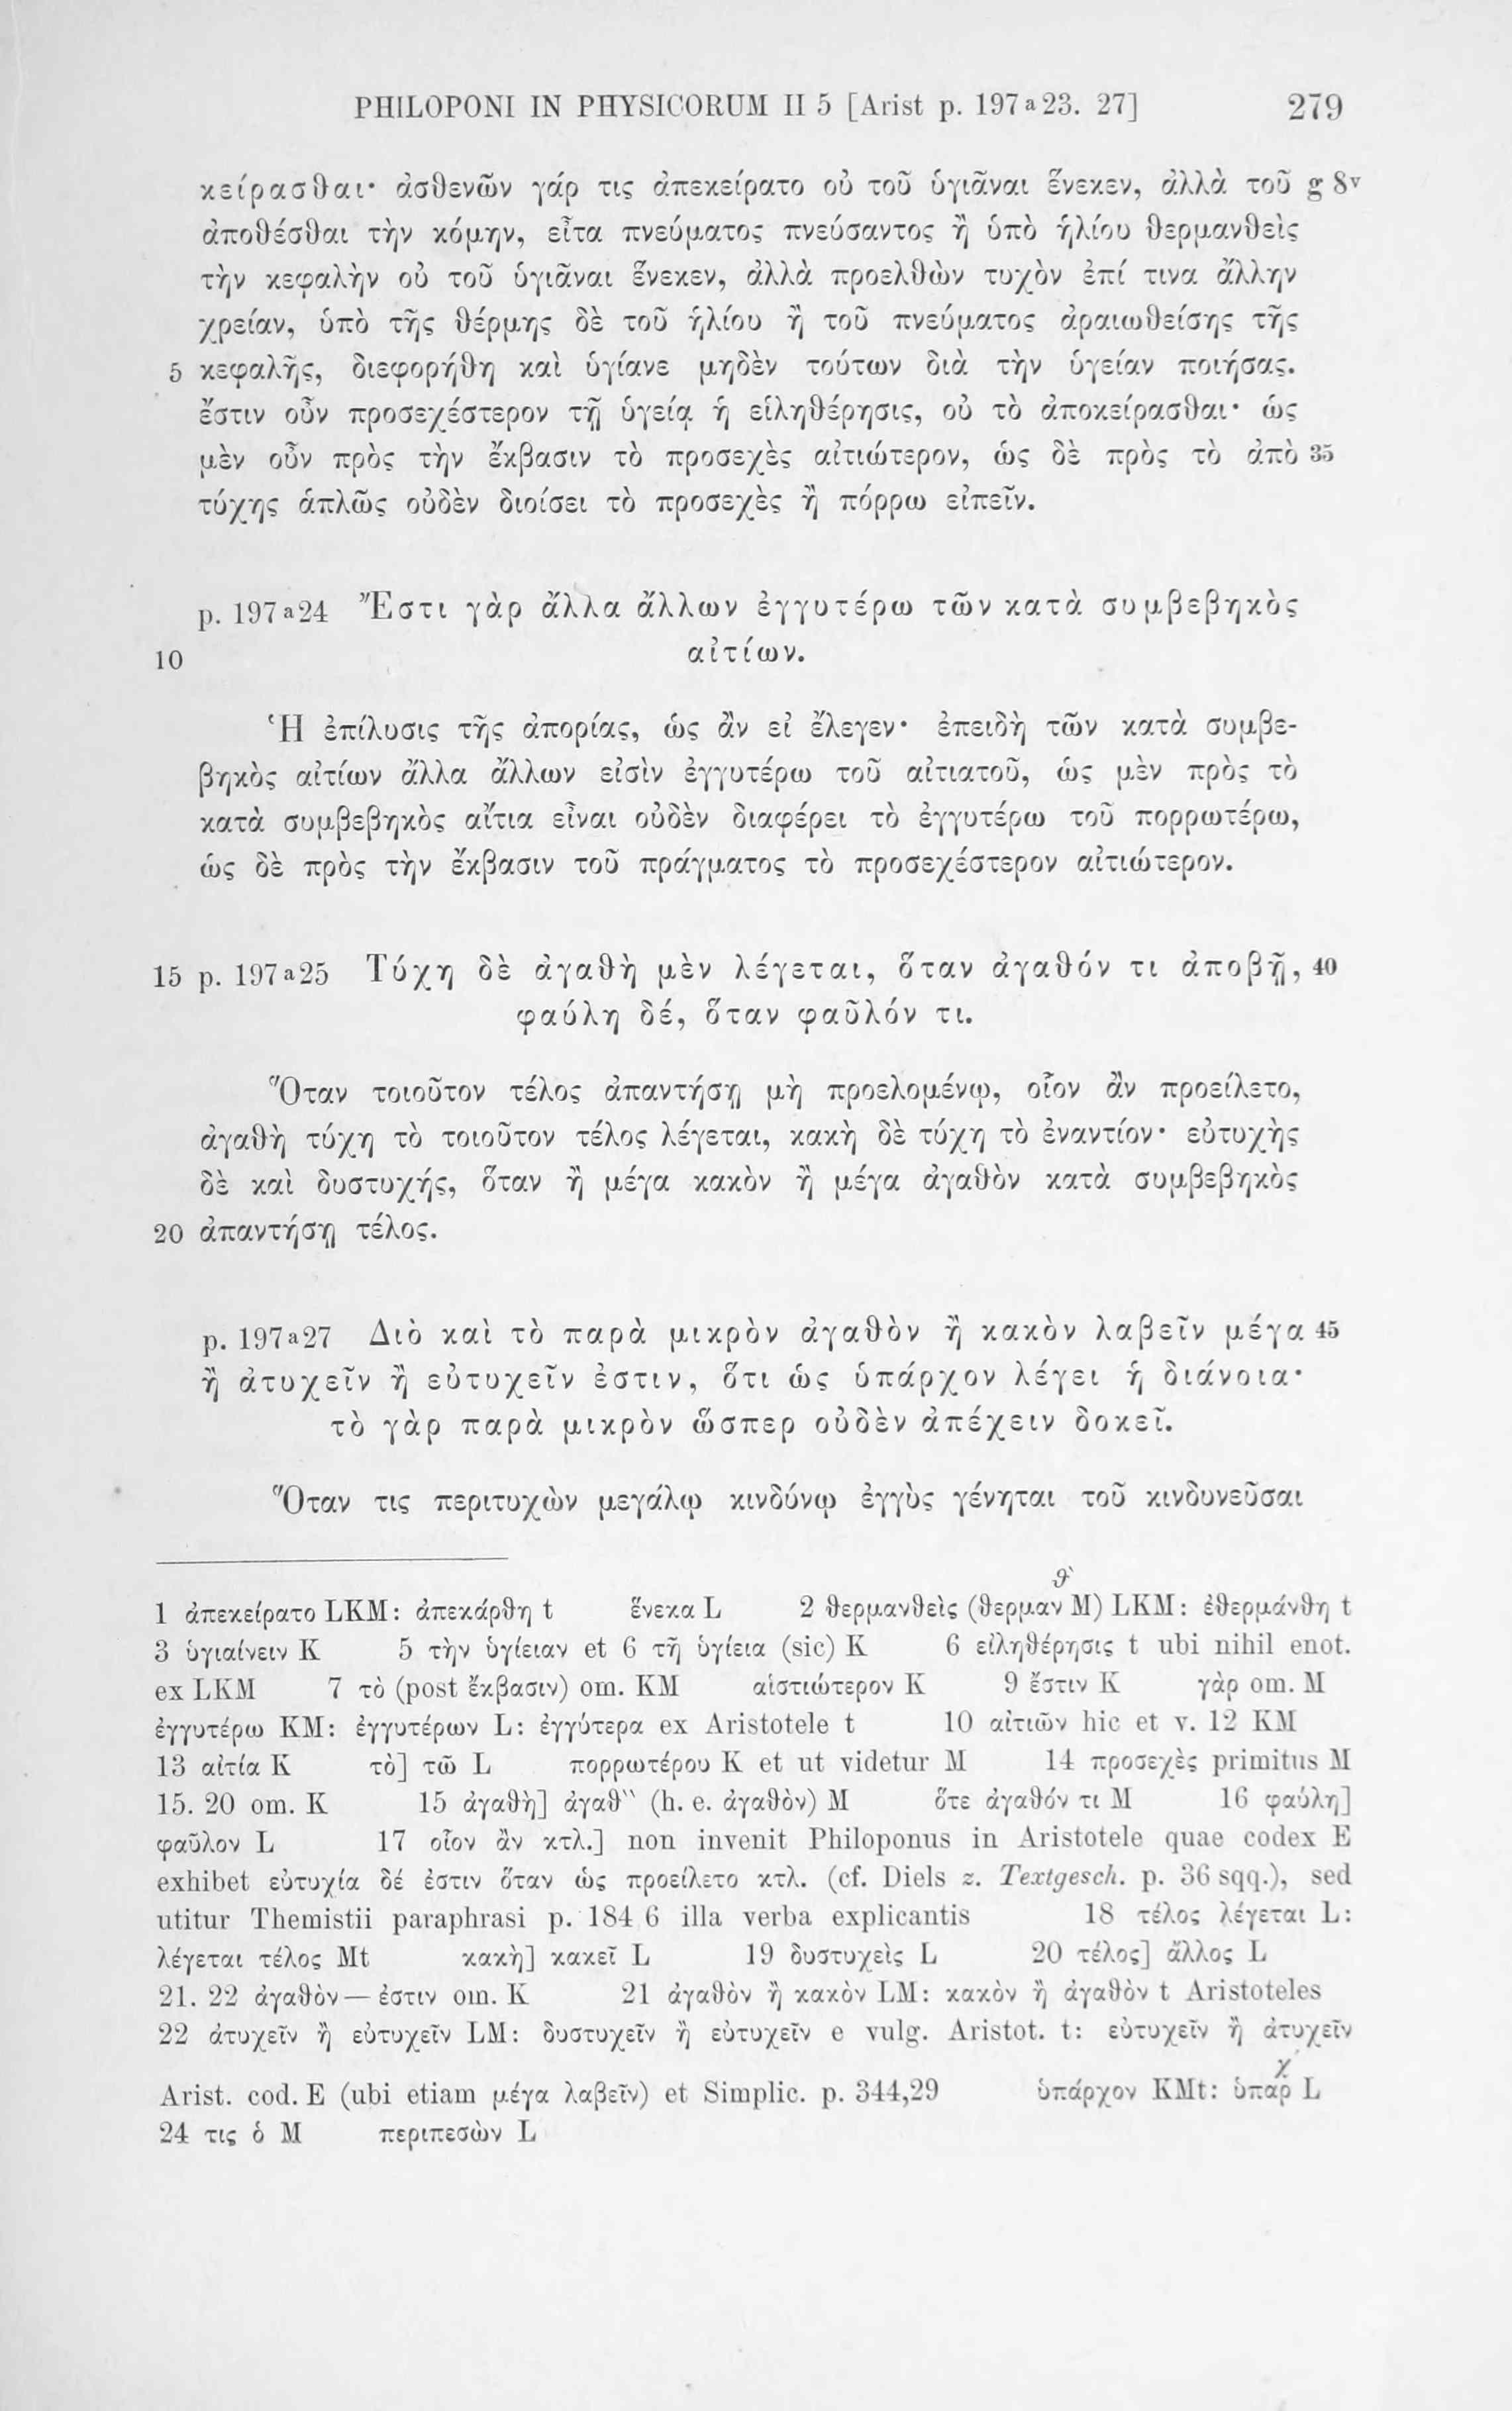 PHILOPONI IN PHYSICORUM II 5 [Arist p. 197a23. 27] 279
κείρασθαι· ἀσθενῶν γάρ τις ἀπεκείρατο οὐ τοῦ ὑγιᾶναι ἕνεκεν, ἀλλὰ τοῦ g 8v
ἀποθέσθαι τὴν κόμην, εἶτα πνεύματος πνεύσαντος ἢ ὑπὸ ἡλίου θερμανθεὶς
τὴν κεφαλὴν οὐ τοῦ ὑγιᾶναι ἕνεκεν, ἀλλὰ προελθὼν τυχὸν ἐπί τινα ἄλλην
χρείαν, ὑπὸ τῆς θέρμης δὲ τοῦ ἡλίου ἢ τοῦ πνεύματος ἀραιωθείσης τῆς
5 κεφαλῆς, διεφορήθη καὶ ὑγίανε μηδὲν τούτων διὰ τὴν ὑγείαν ποιήσας.
ἔστιν οὖν προσεχέστερον τῇ ὑγείᾳ ἡ εἱληθέρησις, οὐ τὸ ἀποκείρασθαι· ὡς
μὲν οὖν πρὸς τὴν ἔκβασιν τὸ προσεχὲς αἰτιώτερον, ὡς δὲ πρὸς τὸ ἀπὸ 35
τύχης ἁπλῶς οὐδὲν διοίσει τὸ προσεχὲς ἢ πόρρω εἰπεῖν.
p. 197a24 Ἔστι γὰρ ἄλλα ἄλλων ἐγγυτέρω τῶν κατὰ συμβεβηκὸς
10 αἰτίων.
Ἡ ἐπίλυσις τῆς ἀπορίας, ὡς ἂν εἰ ἔλεγεν· ἐπειδὴ τῶν κατὰ συμβε-
βηκὸς αἰτίων ἄλλα ἄλλων εἰσὶν ἐγγυτέρω τοῦ αἰτιατοῦ, ὡς μὲν πρὸς τὸ
κατὰ συμβεβηκὸς αἴτια εἶναι οὐδὲν διαφέρει τὸ ἐγγυτέρω τοῦ πορρωτέρω,
ὡς δὲ πρὸς τὴν ἔκβασιν τοῦ πράγματος τὸ προσεχέστερον αἰτιώτερον.
15 p. 197a25 Τύχη δὲ ἀγαθὴ μὲν λέγεται, ὅταν ἀγαθόν τι ἀποβῇ, 40
φαύλη δέ, ὅταν φαῦλόν τι.
Ὅταν τοιοῦτον τέλος ἀπαντήσῃ μὴ προελομένῳ, οἷον ἂν προείλετο,
ἀγαθὴ τύχη τὸ τοιοῦτον τέλος λέγεται, κακὴ δὲ τύχη τὸ ἐναντίον· εὐτυχὴς
δὲ καὶ δυστυχής, ὅταν ἢ μέγα κακὸν ἢ μέγα ἀγαθὸν κατὰ συμβεβηκὸς
20 ἀπαντήσῃ τέλος.
p. 197a27 Διὸ καὶ τὸ παρὰ μικρὸν ἀγαθὸν ἢ κακὸν λαβεῖν μέγα 45
ἢ ἀτυχεῖν ἢ εὐτυχεῖν ἐστιν, ὅτι ὡς ὑπάρχον λέγει ἡ διάνοια·
τὸ γὰρ παρὰ μικρὸν ὥσπερ οὐδὲν ἀπέχειν δοκεῖ.
Ὅταν τις περιτυχὼν μεγάλῳ κινδύνῳ ἐγγὺς γένηται τοῦ κινδυνεῦσαι
1 ἀπεκείρατο LKM: ἀπεκάρθη t ἕνεκα L 2 θερμανθεὶς (θερμανθ̀ M) LKM: ἐθερμάνθη t
3 ὑγιαίνειν K 5 τὴν ὑγίειαν et 6 τῆ ὑγίεια (sic) K 6 εἰληθέρησις t ubi nihil enot.
ex LKM 7 τὸ (post ἔκβασιν) om. KM αἱστιώτερον K 9 ἔστιν K γὰρ om. M
ἐγγυτέρω KM: ἐγγυτέρων L: ἐγγύτερα ex Aristotele t 10 αἰτιῶν hic et v. 12 KM
13 αἰτία K τὸ] τῶ L πορρωτέρου K et ut videtur M 14 προσεχὲς primitus M
15. 20 om. K 15 ἀγαθὴ] ἀγαθ‵‵ (h. e. ἀγαθὸν) M ὅτε ἀγαθόν τι M 16 φαύλη]
φαῦλον L 17 οἷον ἂν κτλ.] non invenit Philoponus in Aristotele quae codex E
exhibet εὐτυχία δέ ἐστιν ὅταν ὡς προείλετο κτλ. (cf. Diels z. Textgesch. p. 36 sqq.), sed
utitur Themistii paraphrasi p. 184 6 illa verba explicantis 18 τέλος λέγεται L:
λέγεται τέλος Mt κακὴ] κακεῖ L 19 δυστυχεὶς L 20 τέλος] ἄλλος L
21. 22 ἀγαθὸν — ἐστιν om. K 21 ἀγαθὸν ἢ κακὸν LM: κακὸν ἢ ἀγαθὸν t Aristoteles
22 ἀτυχεῖν ἢ εὐτυχεῖν LM: δυστυχεῖν ἢ εὐτυχεῖν e vulg. Aristot. t: εὐτυχεῖν ἢ ἀτυχεῖν
Arist. cod. E (ubi etiam μέγα λαβεῖν) et Simplic. p. 344,29 ὑπάρχον KMt: ὑπαρχ L
24 τις ὁ M περιπεσὼν L